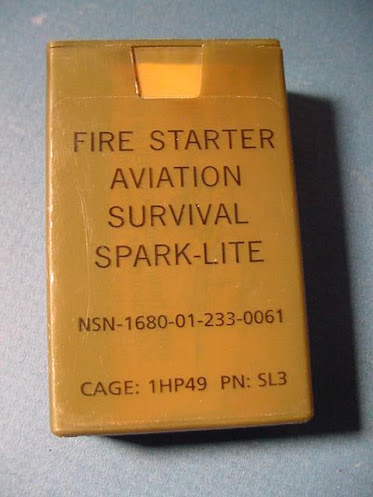 FIRE STARTER
AVIATION
SURVIVAL
SPARK-LITE
NSN-1680-01-233-0061
CAGE: 1HP49 PN: SL3